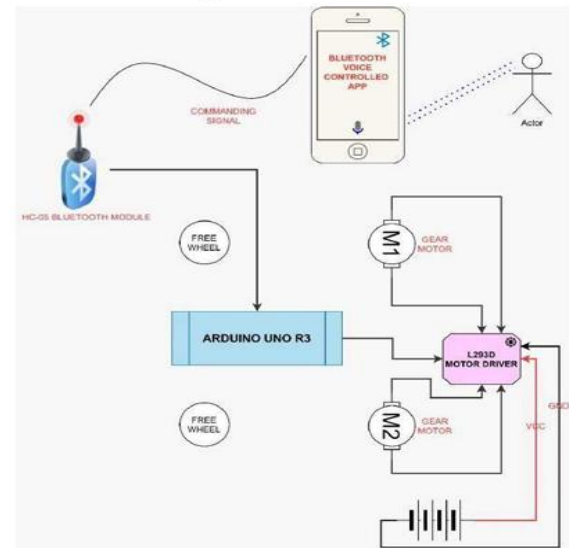 BLUETOOTH
VOICE
CONTROLLED
APP
COMMANDING
SIGNAL
Actor
HC-05 BLUETOOTH MODULE
FREE
WHEEL
M1
GEAR
MOTOR
ARDUINO UNO R3
L293D
MOTOR DRIVER
FREE
WHEEL
M2
GEAR
MOTOR
VCC
GND